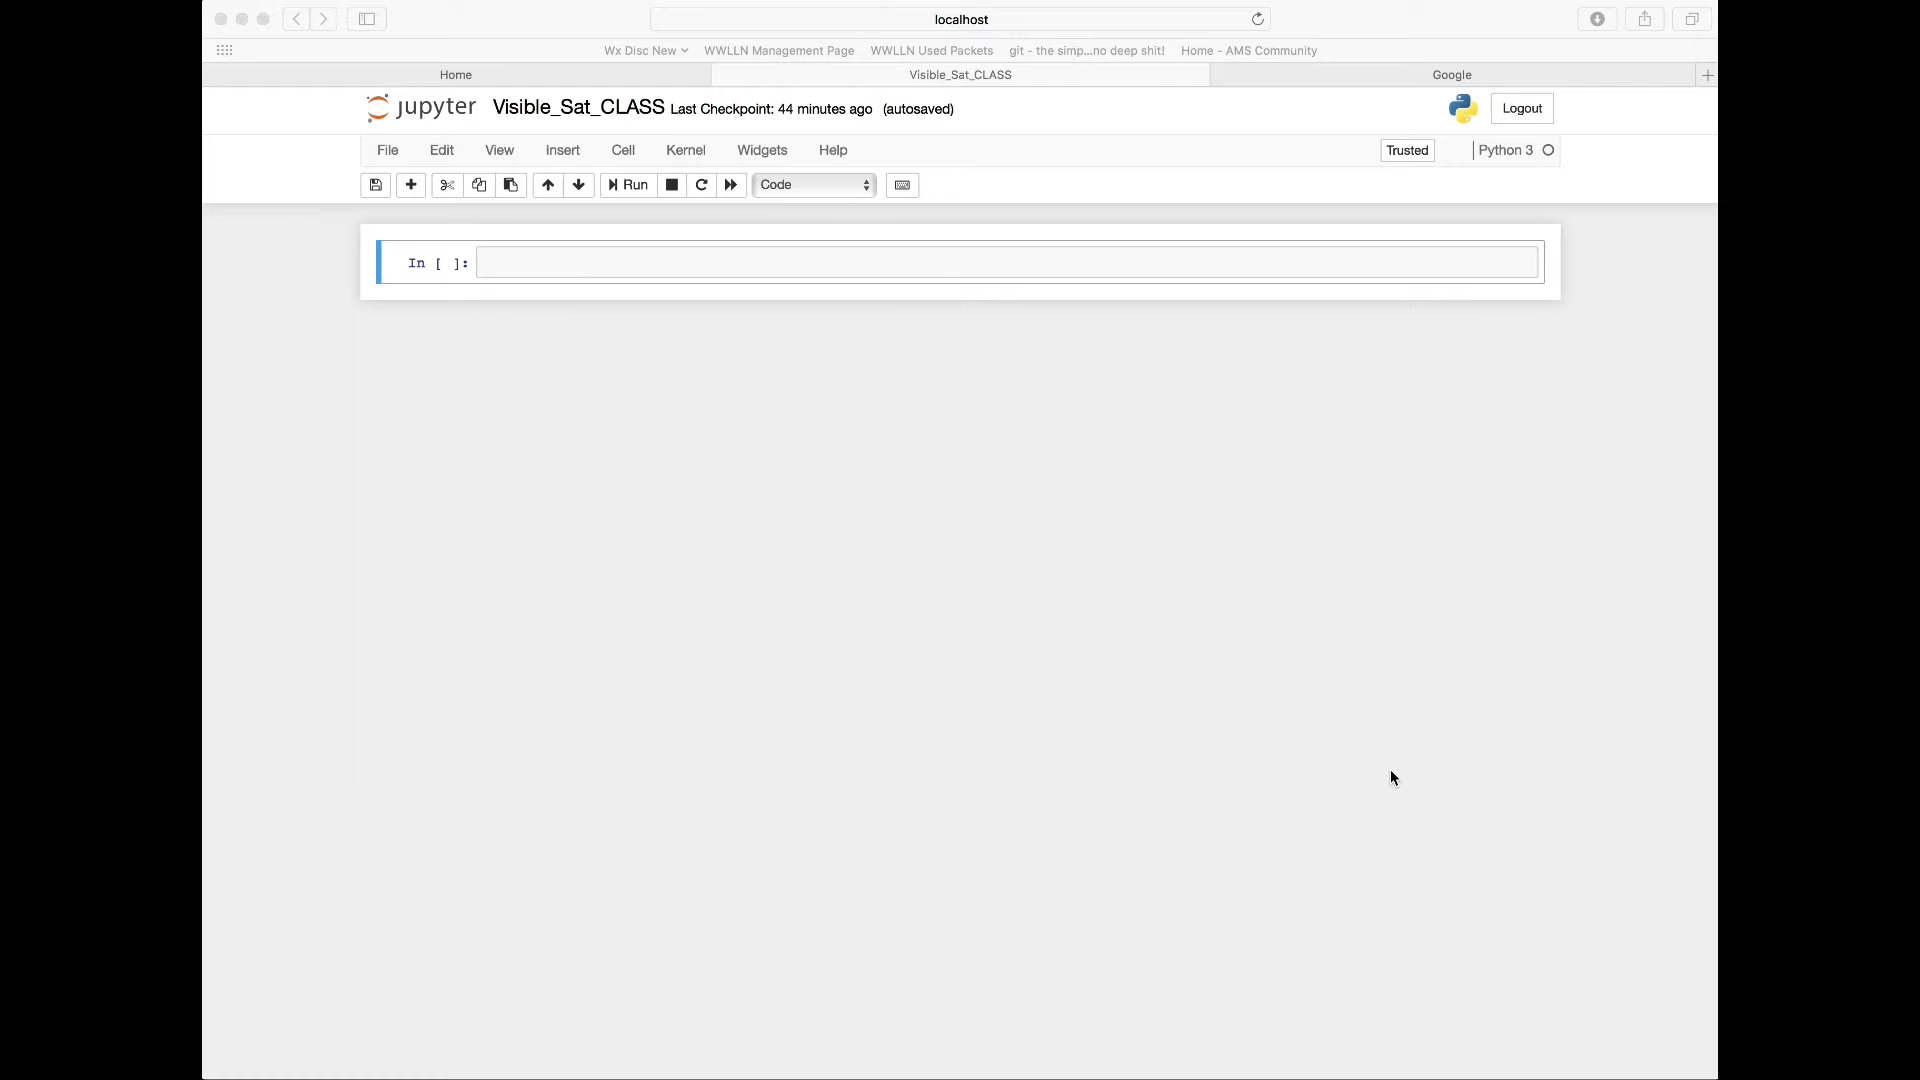 localhost
Wx Disc New WWLLN Management Page WWLLN Used Packets git - the simp...no deep shit! Home - AMS Community
Home Visible_Sat_CLASS Google
jupyter Visible_Sat_CLASS Last Checkpoint: 44 minutes ago (autosaved) Logout
File Edit View Insert Cell Kernel Widgets Help Trusted Python 3
Run Code
In [ ]: